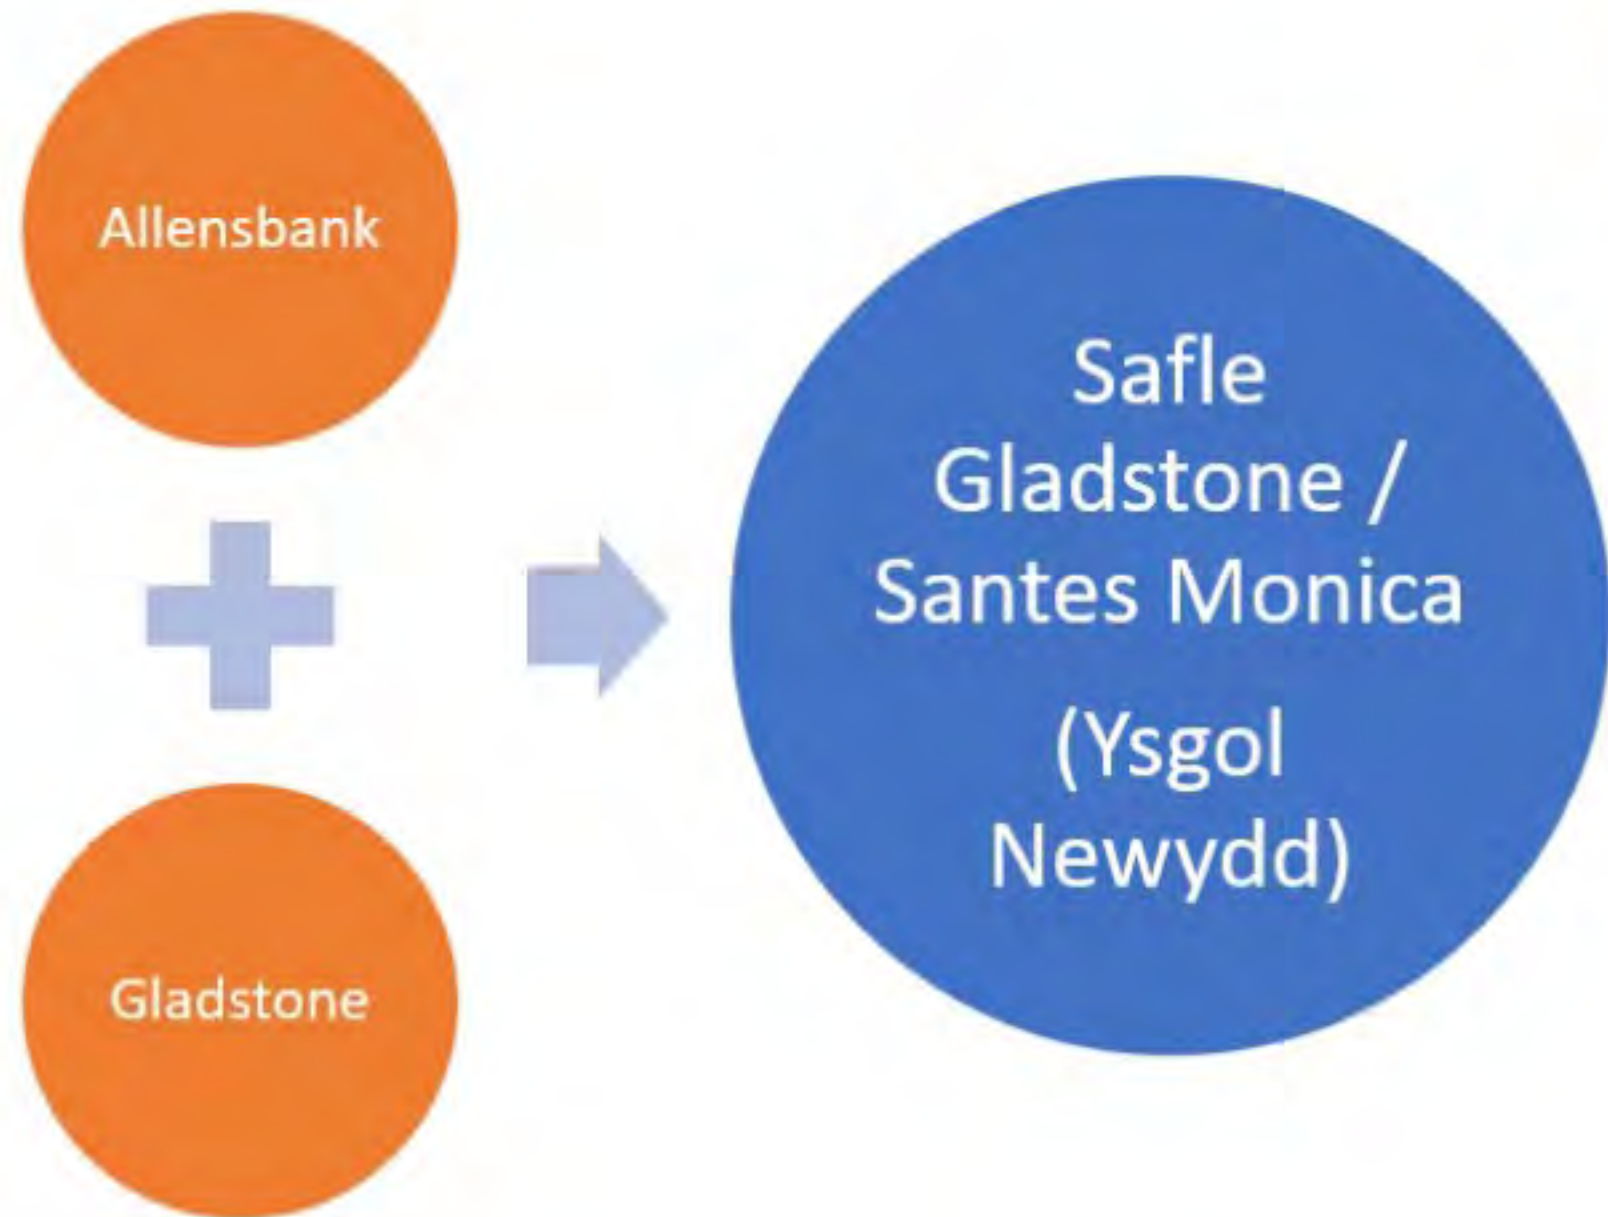 Allensbank
Gladstone
Safle
Gladstone /
Santes Monica
(Ysgol
Newydd)